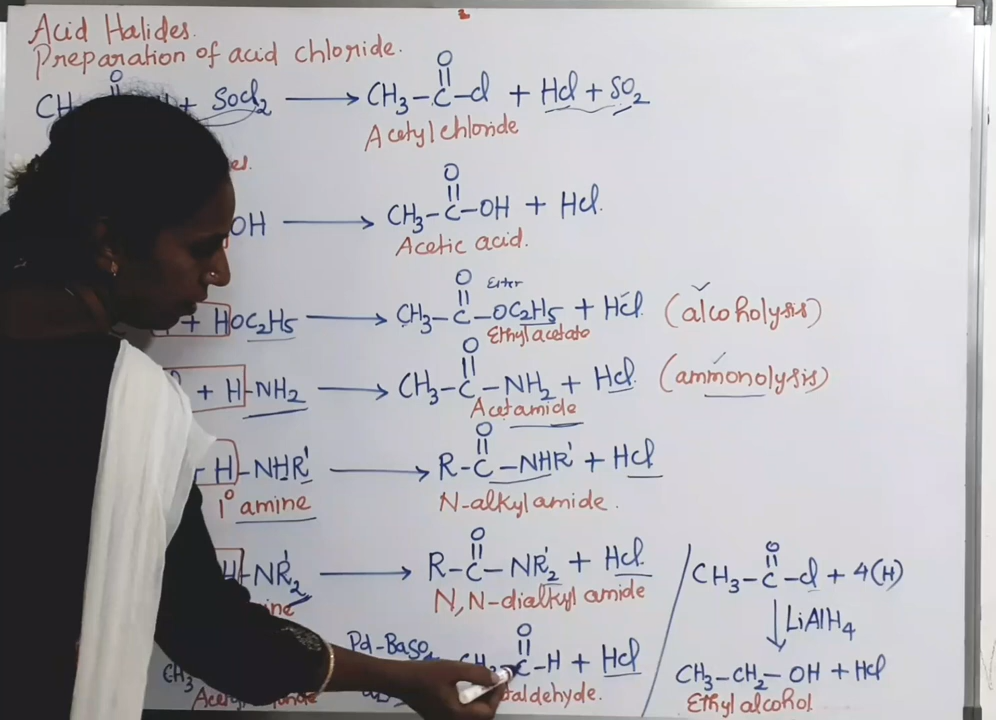 Acid Halides.
Preparation of acid chloride.
O O
CH + SOCl2 ⟶ CH3-C-Cl + HCl + SO2
Acetyl chloride
O
OH ⟶ CH3-C-OH + HCl.
Acetic acid.
O Ester
+ HOC2H5 ⟶ CH3-C-OC2H5 + HCl (alcoholysis)
Ethyl acetate
O
+ H-NH2 ⟶ CH3-C-NH2 + HCl (ammonolysis)
Acetamide
O
H-NHR' ⟶ R-C-NHR' + HCl
1° amine N-alkyl amide.
O
H-NR'2 ⟶ R-C-NR'2 + HCl
N,N-dialkyl amide
O
CH3-C-Cl + 4(H)
↓ LiAlH4
CH3-CH2-OH + HCl
Ethyl alcohol
Pd-BaSO4 O
CH3 C-H + HCl
aldehyde.